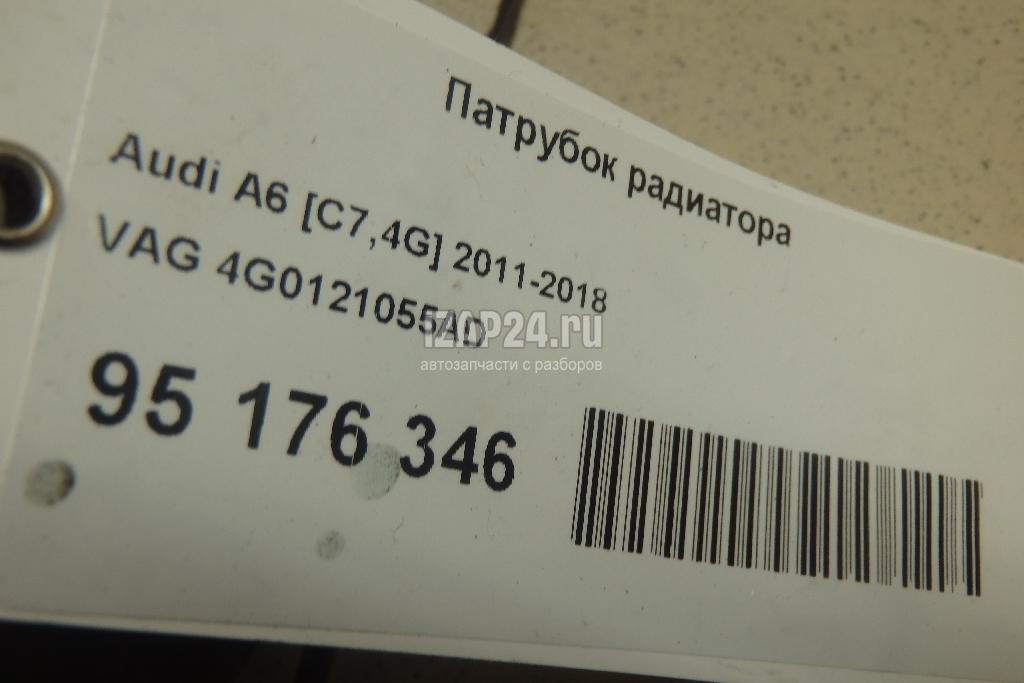 Патрубок радиатора
Audi A6 [C7,4G] 2011-2018
VAG 4G0121055AD
iZAP24.ru
автозапчасти с разборов
95 176 346